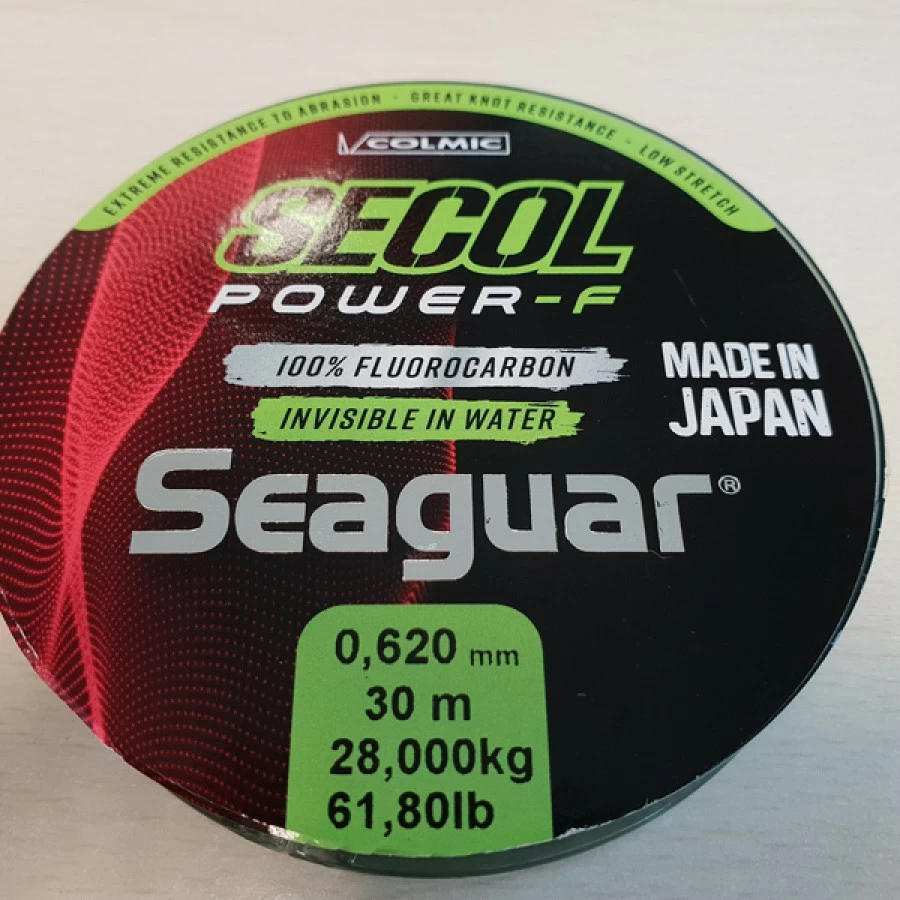 EXTREME RESISTANCE TO ABRASION - GREAT KNOT RESISTANCE - LOW STRETCH
COLMIC
SECOL
POWER-F
100% FLUOROCARBON
INVISIBLE IN WATER
MADE IN
JAPAN
Seaguar®
0,620 mm
30 m
28,000kg
61,80lb